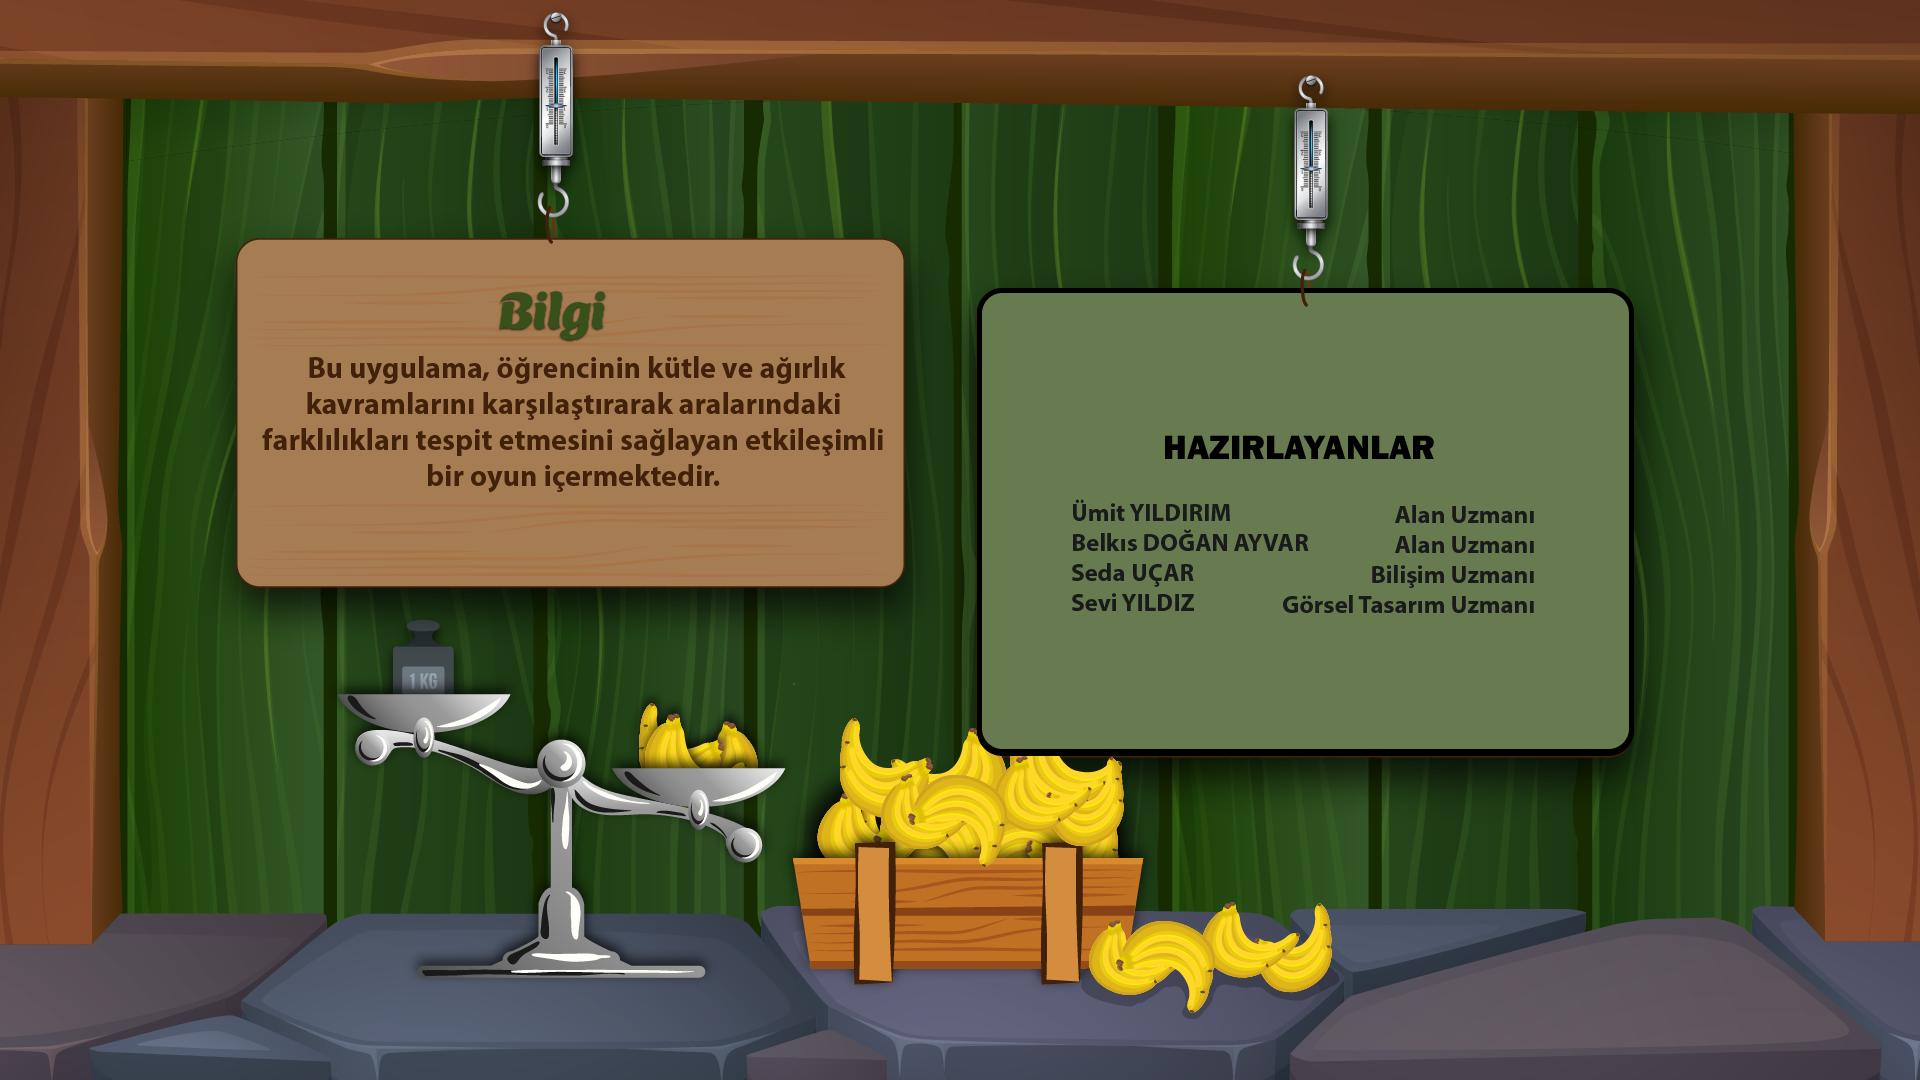 Bilgi
Bu uygulama, öğrencinin kütle ve ağırlık
kavramlarını karşılaştırarak aralarındaki
farklılıkları tespit etmesini sağlayan etkileşimli
bir oyun içermektedir.
HAZIRLAYANLAR
Ümit YILDIRIM Alan Uzmanı
Belkıs DOĞAN AYVAR Alan Uzmanı
Seda UÇAR Bilişim Uzmanı
Sevi YILDIZ Görsel Tasarım Uzmanı
1 KG